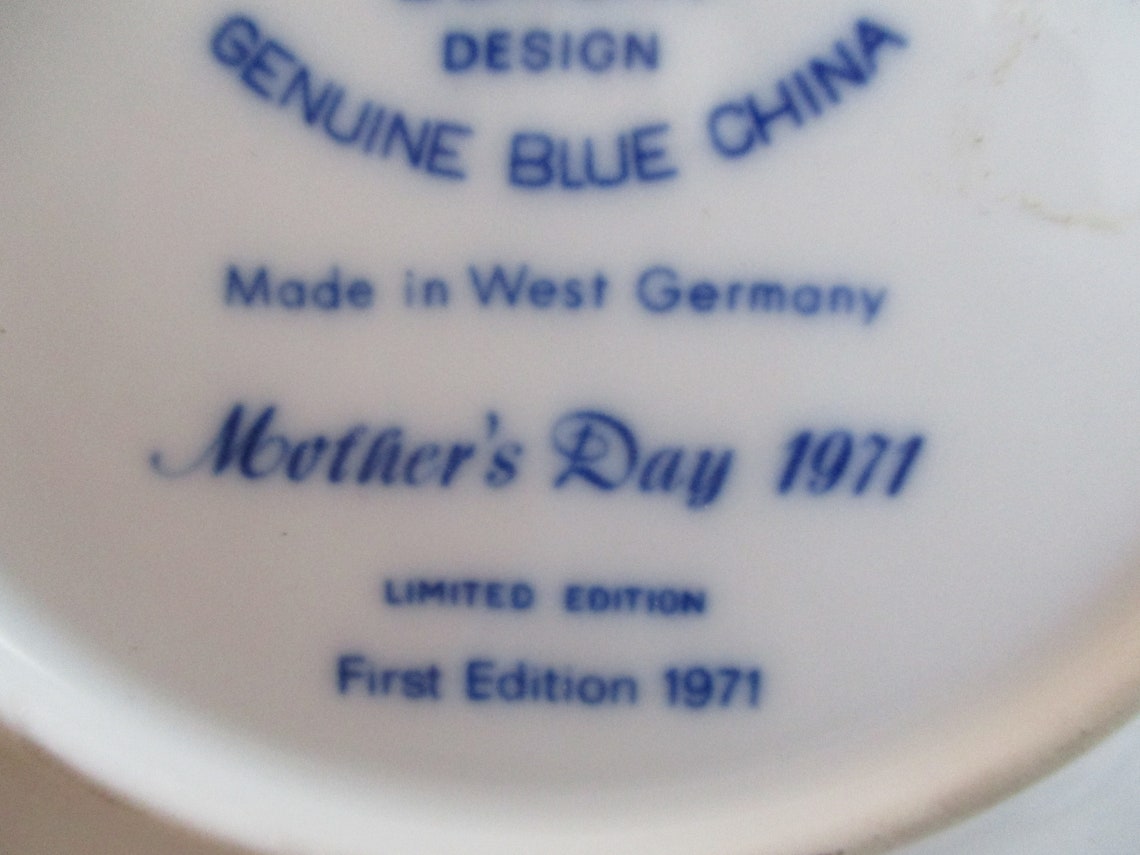 DESIGN
GENUINE BLUE CHINA
Made in West Germany
Mother's Day 1971
LIMITED EDITION
First Edition 1971